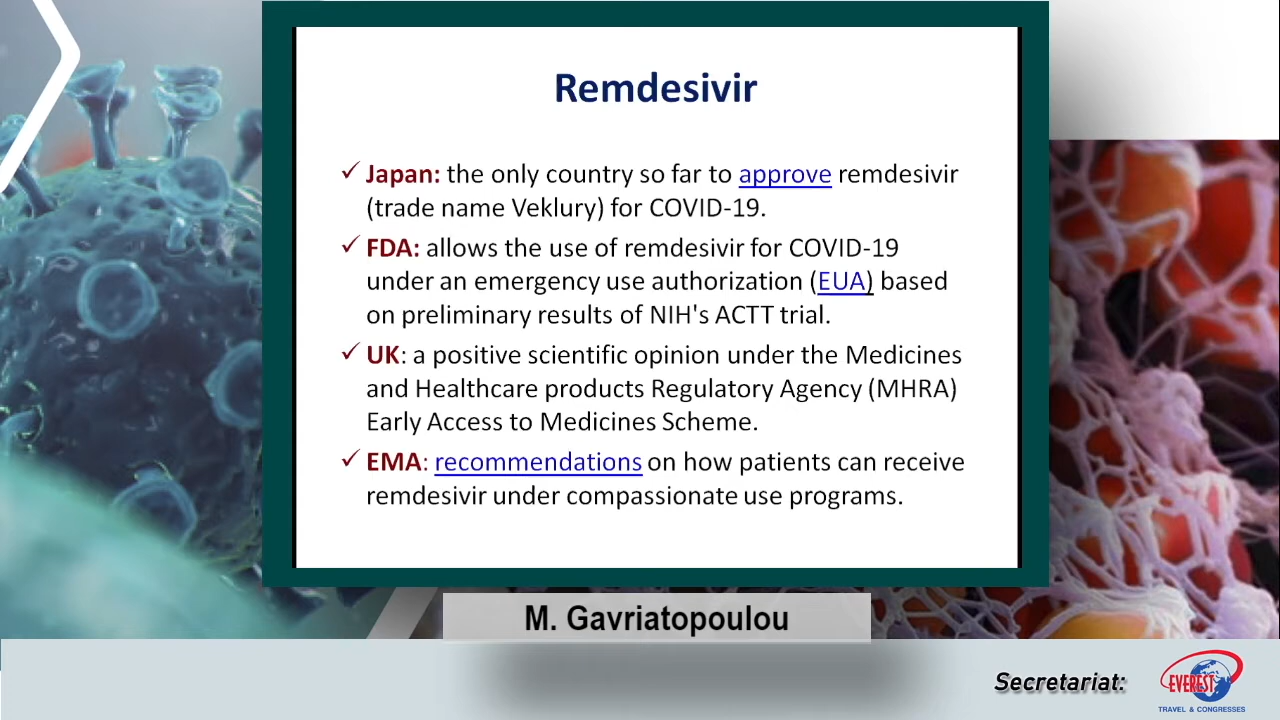 Remdesivir
✓ Japan: the only country so far to approve remdesivir
(trade name Veklury) for COVID-19.
✓ FDA: allows the use of remdesivir for COVID-19
under an emergency use authorization (EUA) based
on preliminary results of NIH's ACTT trial.
✓ UK: a positive scientific opinion under the Medicines
and Healthcare products Regulatory Agency (MHRA)
Early Access to Medicines Scheme.
✓ EMA: recommendations on how patients can receive
remdesivir under compassionate use programs.
M. Gavriatopoulou
Secretariat:
EVEREST
TRAVEL & CONGRESSES